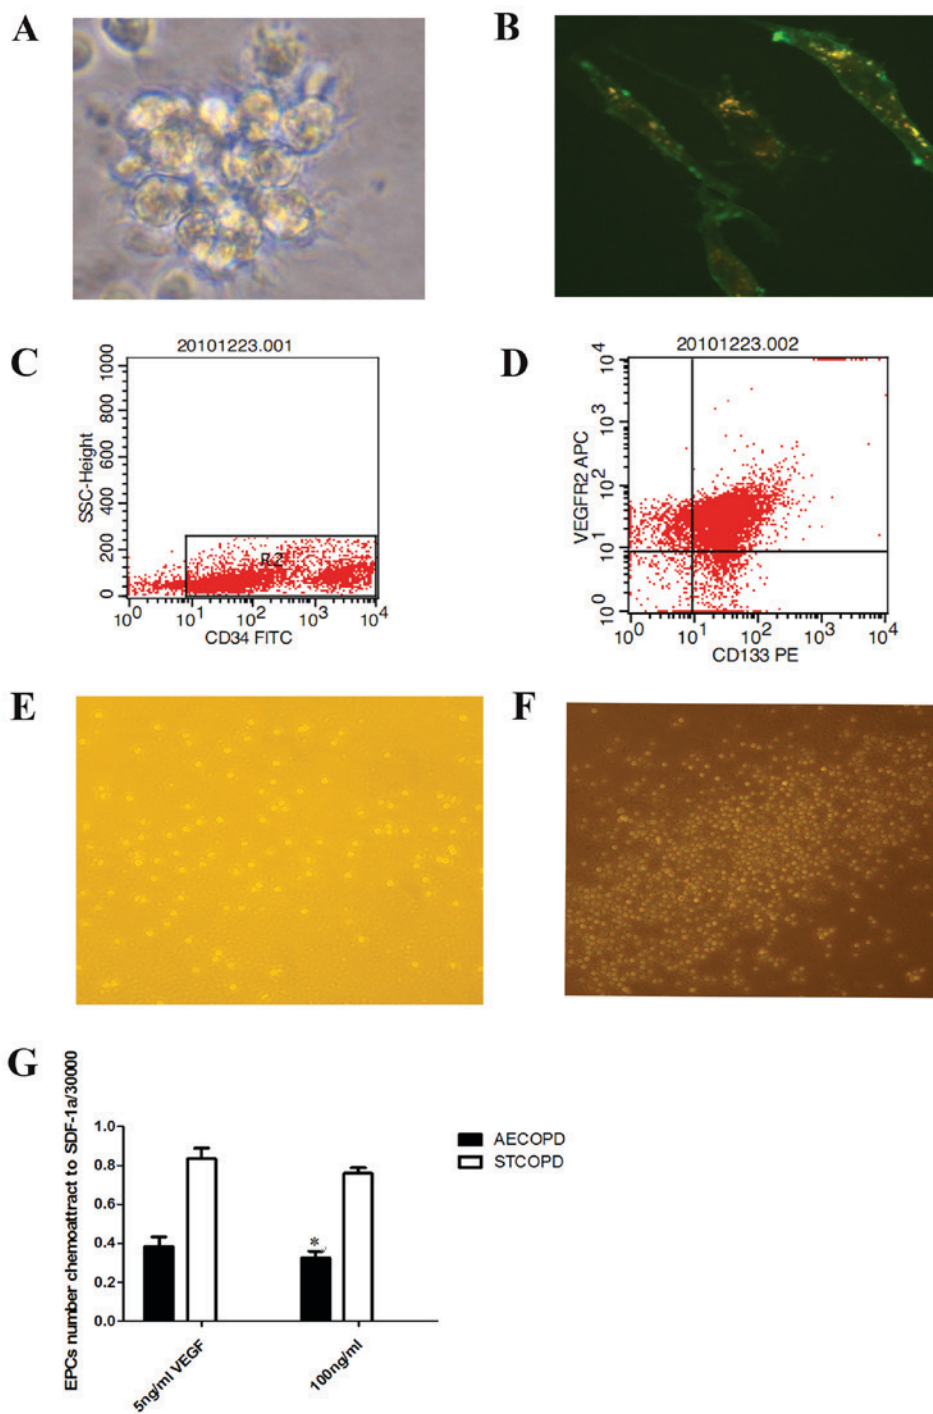 A
B
C
20101223.001
SSC-Height
1000
800
600
400
200
0
R2
10^0 10^1 10^2 10^3 10^4
CD34 FITC
D
20101223.002
VEGFR2 APC
10^4
10^3
10^2
10^1
10^0
10^0 10^1 10^2 10^3 10^4
CD133 PE
E
F
G
EPCs number chemoattract to SDF-1a/30000
1.0
0.8
0.6
0.4
0.2
0.0
*
5ng/ml VEGF
100ng/ml
AECOPD
STCOPD